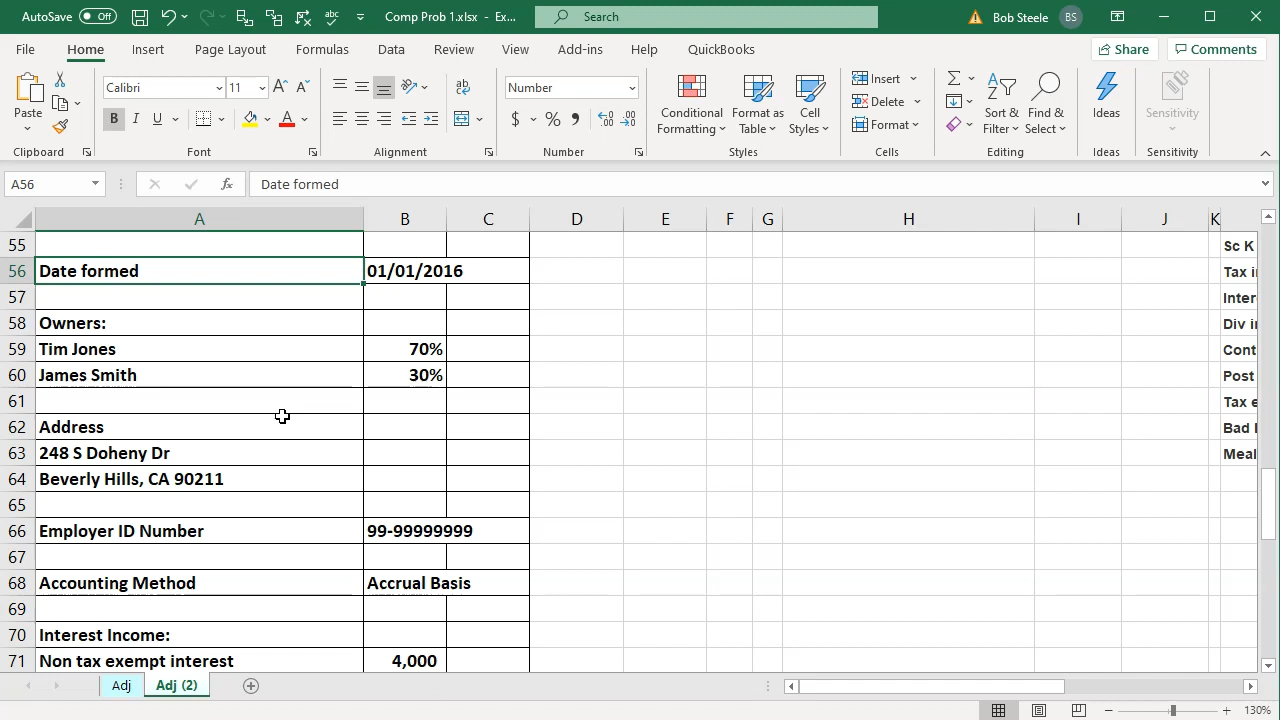 AutoSave Off Comp Prob 1.xlsx - Ex... Search Bob Steele BS
File Home Insert Page Layout Formulas Data Review View Add-ins Help QuickBooks Share Comments
Paste Calibri 11 Number Conditional Formatting Format as Table Cell Styles Insert Delete Format Sort & Filter Find & Select Ideas Sensitivity
Clipboard Font Alignment Number Styles Cells Editing Ideas Sensitivity
A56 fx Date formed
A B C D E F G H I J K
55 Sc K
56 Date formed 01/01/2016 Tax i
57 Inter
58 Owners: Div i
59 Tim Jones 70% Cont
60 James Smith 30% Post
61 Tax e
62 Address Bad
63 248 S Doheny Dr Meal
64 Beverly Hills, CA 90211
65
66 Employer ID Number 99-99999999
67
68 Accounting Method Accrual Basis
69
70 Interest Income:
71 Non tax exempt interest 4,000
Adj Adj (2)
130%